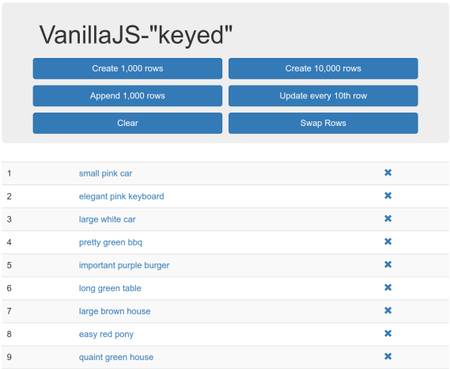 VanillaJS-"keyed"
Create 1,000 rows
Create 10,000 rows
Append 1,000 rows
Update every 10th row
Clear
Swap Rows
1 small pink car
2 elegant pink keyboard
3 large white car
4 pretty green bbq
5 important purple burger
6 long green table
7 large brown house
8 easy red pony
9 quaint green house